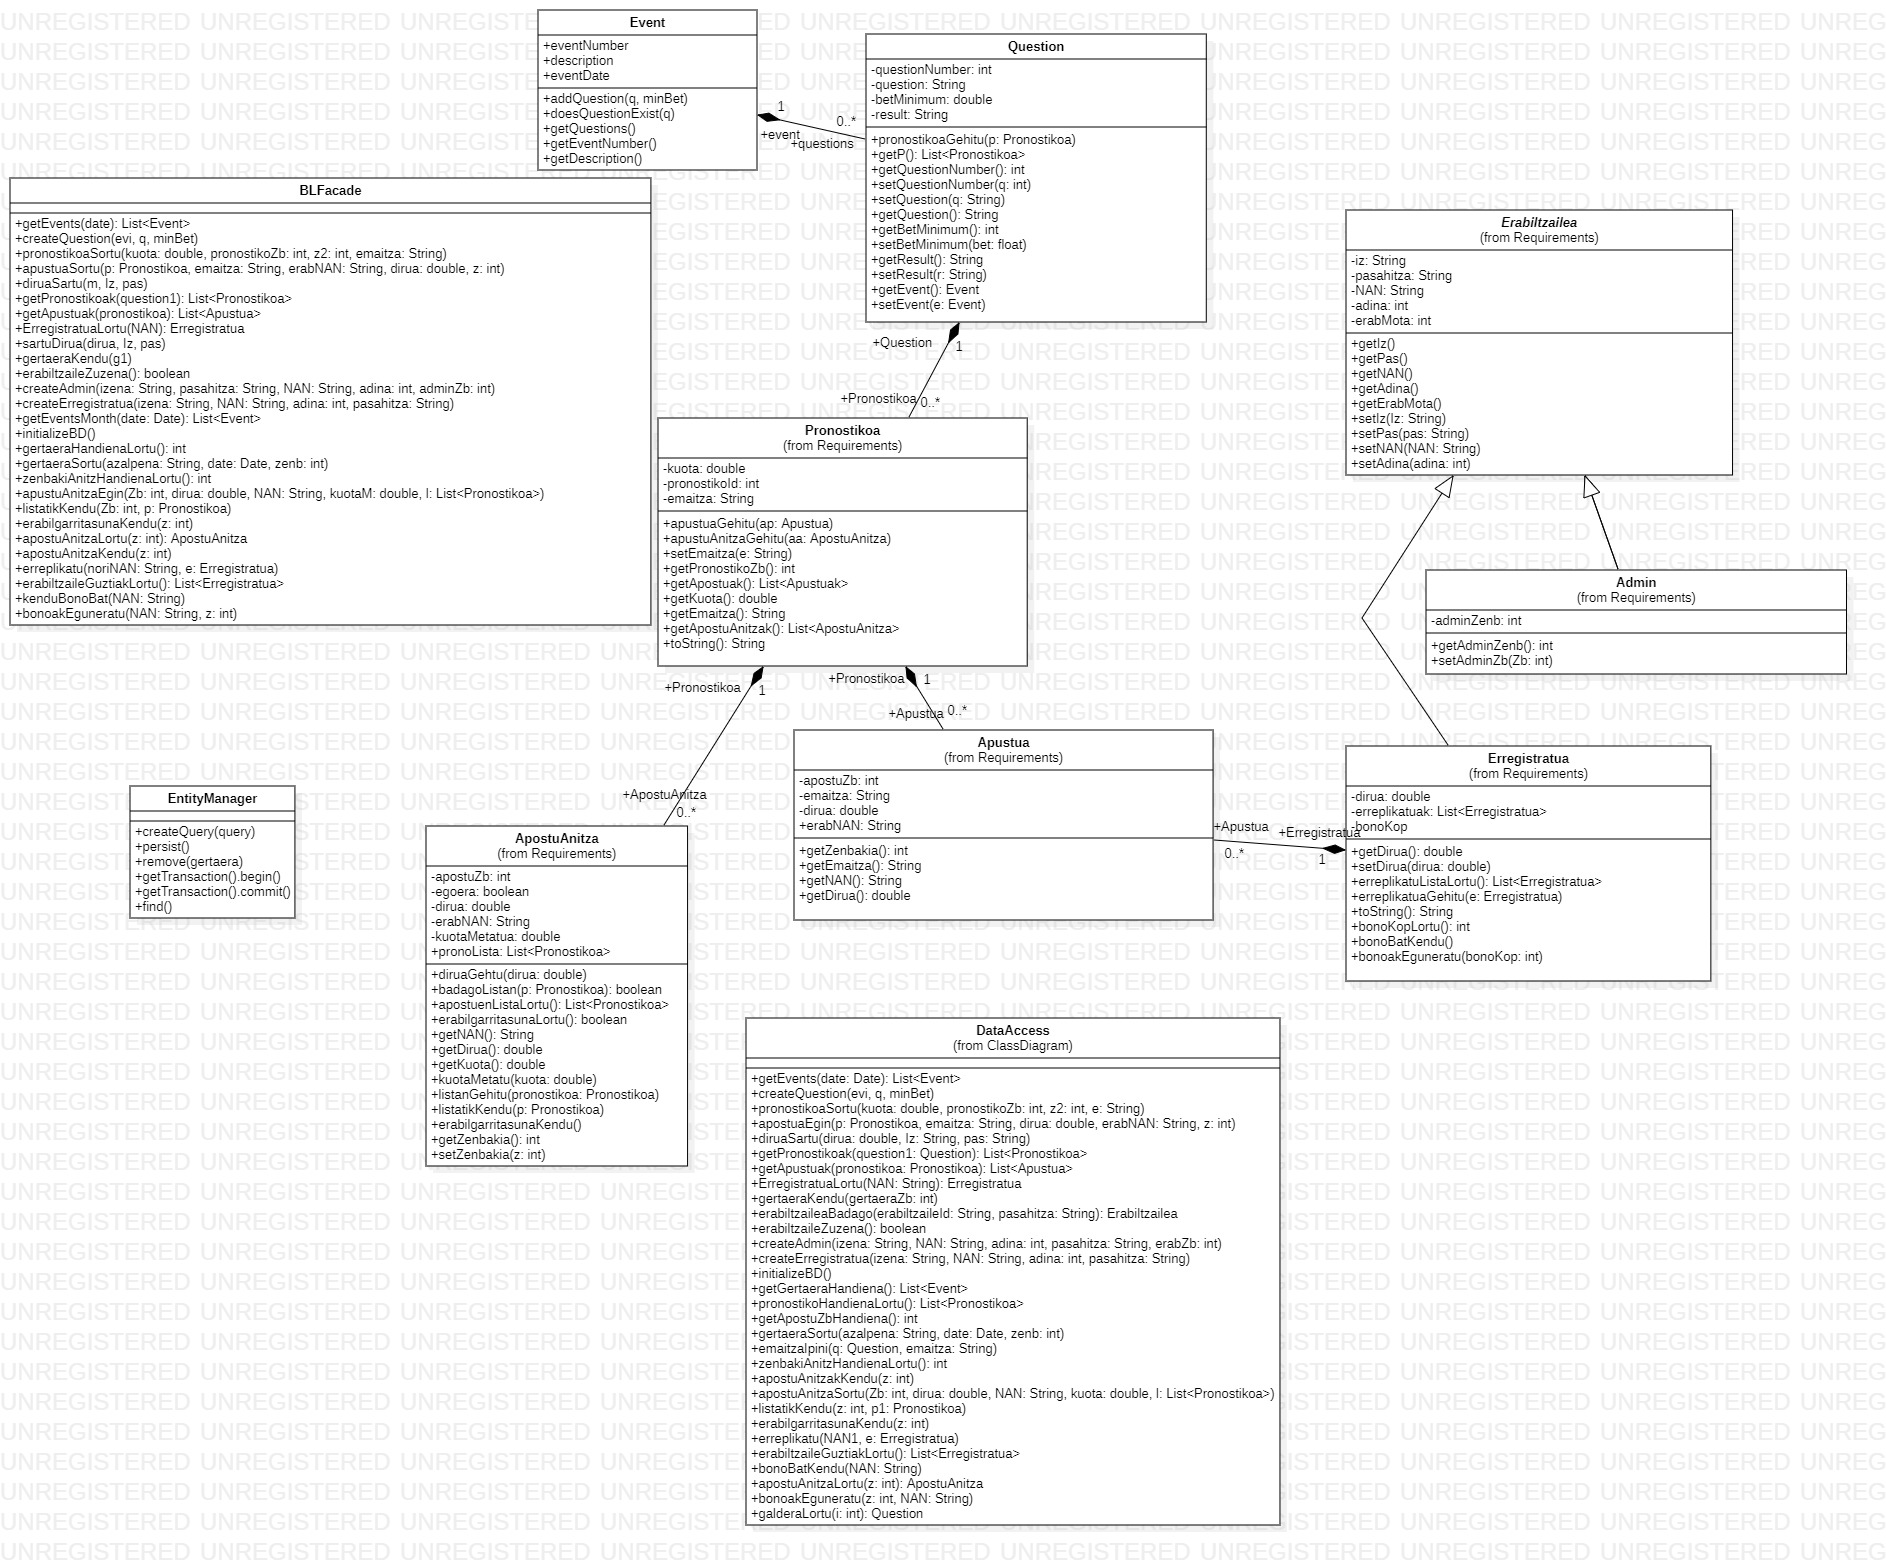 Event
+eventNumber
+description
+eventDate
+addQuestion(q, minBet)
+doesQuestionExist(q)
+getQuestions()
+getEventNumber()
+getDescription()
1
+event
0..*
+questions
Question
-questionNumber: int
-question: String
-betMinimum: double
-result: String
+pronostikoaGehitu(p: Pronostikoa)
+getP(): List<Pronostikoa>
+getQuestionNumber(): int
+setQuestionNumber(q: int)
+setQuestion(q: String)
+getQuestion(): String
+getBetMinimum(): int
+setBetMinimum(bet: float)
+getResult(): String
+setResult(r: String)
+getEvent(): Event
+setEvent(e: Event)
BLFacade
+getEvents(date): List<Event>
+createQuestion(evi, q, minBet)
+pronostikoaSortu(kuota: double, pronostikoZb: int, z2: int, emaitza: String)
+apustuaSortu(p: Pronostikoa, emaitza: String, erabNAN: String, dirua: double, z: int)
+diruaSartu(m, Iz, pas)
+getPronostikoak(question1): List<Pronostikoa>
+getApustuak(pronostikoa): List<Apustua>
+ErregistratuaLortu(NAN): Erregistratua
+sartuDirua(dirua, Iz, pas)
+gertaeraKendu(g1)
+erabiltzaileZuzena(): boolean
+createAdmin(izena: String, pasahitza: String, NAN: String, adina: int, adminZb: int)
+createErregistratua(izena: String, NAN: String, adina: int, pasahitza: String)
+getEventsMonth(date: Date): List<Event>
+initializeBD()
+gertaeraHandienaLortu(): int
+gertaeraSortu(azalpena: String, date: Date, zenb: int)
+zenbakiAnitzHandienaLortu(): int
+apustuAnitzaEgin(Zb: int, dirua: double, NAN: String, kuotaM: double, l: List<Pronostikoa>)
+listatikKendu(Zb: int, p: Pronostikoa)
+erabilgarritasunaKendu(z: int)
+apostuAnitzaLortu(z: int): ApostuAnitza
+apostuAnitzaKendu(z: int)
+erreplikatu(noriNAN: String, e: Erregistratua)
+erabiltzaileGuztiakLortu(): List<Erregistratua>
+kenduBonoBat(NAN: String)
+bonoakEguneratu(NAN: String, z: int)
Erabiltzailea
(from Requirements)
-iz: String
-pasahitza: String
-NAN: String
-adina: int
-erabMota: int
+getIz()
+getPas()
+getNAN()
+getAdina()
+getErabMota()
+setIz(Iz: String)
+setPas(pas: String)
+setNAN(NAN: String)
+setAdina(adina: int)
+Question
1
+Pronostikoa
0..*
Pronostikoa
(from Requirements)
-kuota: double
-pronostikoId: int
-emaitza: String
+apustuaGehitu(ap: Apustua)
+apustuAnitzaGehitu(aa: ApostuAnitza)
+setEmaitza(e: String)
+getPronostikoZb(): int
+getApostuak(): List<Apustuak>
+getKuota(): double
+getEmaitza(): String
+getApostuAnitzak(): List<ApostuAnitza>
+toString(): String
Admin
(from Requirements)
-adminZenb: int
+getAdminZenb(): int
+setAdminZb(Zb: int)
+Pronostikoa
1
+ApostuAnitza
0..*
+Pronostikoa
1
+Apustua
0..*
Apustua
(from Requirements)
-apostuZb: int
-emaitza: String
-dirua: double
+erabNAN: String
+getZenbakia(): int
+getEmaitza(): String
+getNAN(): String
+getDirua(): double
+Apustua
0..*
+Erregistratua
1
Erregistratua
(from Requirements)
-dirua: double
-erreplikatuak: List<Erregistratua>
-bonoKop
+getDirua(): double
+setDirua(dirua: double)
+erreplikatuListaLortu(): List<Erregistratua>
+erreplikatuaGehitu(e: Erregistratua)
+toString(): String
+bonoKopLortu(): int
+bonoBatKendu()
+bonoakEguneratu(bonoKop: int)
EntityManager
+createQuery(query)
+persist()
+remove(gertaera)
+getTransaction().begin()
+getTransaction().commit()
+find()
ApostuAnitza
(from Requirements)
-apostuZb: int
-egoera: boolean
-dirua: double
-erabNAN: String
-kuotaMetatua: double
+pronoLista: List<Pronostikoa>
+diruaGehtu(dirua: double)
+badagoListan(p: Pronostikoa): boolean
+apostuenListaLortu(): List<Pronostikoa>
+erabilgarritasunaLortu(): boolean
+getNAN(): String
+getDirua(): double
+getKuota(): double
+kuotaMetatu(kuota: double)
+listanGehitu(pronostikoa: Pronostikoa)
+listatikKendu(p: Pronostikoa)
+erabilgarritasunaKendu()
+getZenbakia(): int
+setZenbakia(z: int)
DataAccess
(from ClassDiagram)
+getEvents(date: Date): List<Event>
+createQuestion(evi, q, minBet)
+pronostikoaSortu(kuota: double, pronostikoZb: int, z2: int, e: String)
+apostuaEgin(p: Pronostikoa, emaitza: String, dirua: double, erabNAN: String, z: int)
+diruaSartu(dirua: double, Iz: String, pas: String)
+getPronostikoak(question1: Question): List<Pronostikoa>
+getApustuak(pronostikoa: Pronostikoa): List<Apustua>
+ErregistratuaLortu(NAN: String): Erregistratua
+gertaeraKendu(gertaeraZb: int)
+erabiltzaileaBadago(erabiltzaileId: String, pasahitza: String): Erabiltzailea
+erabiltzaileZuzena(): boolean
+createAdmin(izena: String, NAN: String, adina: int, pasahitza: String, erabZb: int)
+createErregistratua(izena: String, NAN: String, adina: int, pasahitza: String)
+initializeBD()
+getGertaeraHandiena(): List<Event>
+pronostikoHandienaLortu(): List<Pronostikoa>
+getApostuZbHandiena(): int
+gertaeraSortu(azalpena: String, date: Date, zenb: int)
+emaitzaIpini(q: Question, emaitza: String)
+zenbakiAnitzHandienaLortu(): int
+apostuAnitzakKendu(z: int)
+apostuAnitzaSortu(Zb: int, dirua: double, NAN: String, kuota: double, l: List<Pronostikoa>)
+listatikKendu(z: int, p1: Pronostikoa)
+erabilgarritasunaKendu(z: int)
+erreplikatu(NAN1, e: Erregistratua)
+erabiltzaileGuztiakLortu(): List<Erregistratua>
+bonoBatKendu(NAN: String)
+apostuAnitzaLortu(z: int): ApostuAnitza
+bonoakEguneratu(z: int, NAN: String)
+galderaLortu(i: int): Question